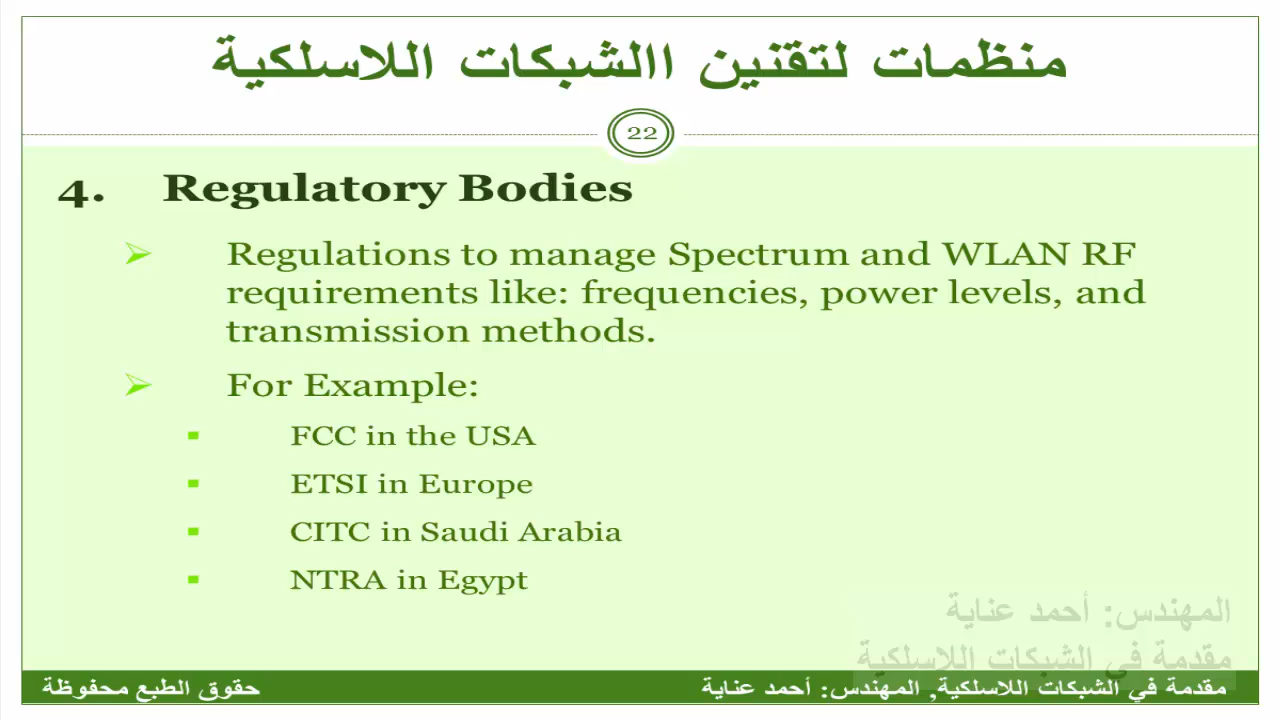 منظمات لتقنين االشبكات اللاسلكية
22
4. Regulatory Bodies
Regulations to manage Spectrum and WLAN RF
requirements like: frequencies, power levels, and
transmission methods.
For Example:
FCC in the USA
ETSI in Europe
CITC in Saudi Arabia
NTRA in Egypt
المهندس: أحمد عناية
مقدمة في الشبكات اللاسلكية
مقدمة في الشبكات اللاسلكية, المهندس: أحمد عناية
حقوق الطبع محفوظة